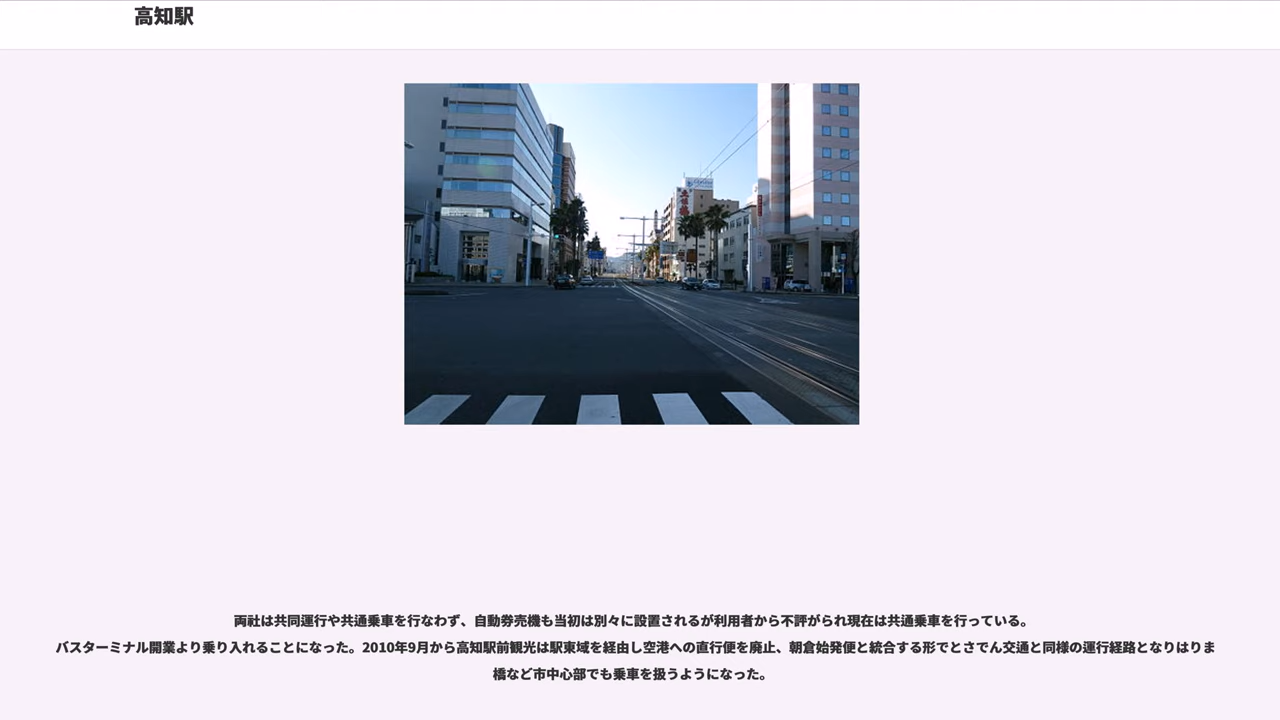 高知駅
両社は共同運行や共通乗車を行なわず、自動券売機も当初は別々に設置されるが利用者から不評がられ現在は共通乗車を行っている。
バスターミナル開業より乗り入れることになった。2010年9月から高知駅前観光は駅東域を経由し空港への直行便を廃止、朝倉始発便と統合する形でとさでん交通と同様の運行経路となりはりま
橋など市中心部でも乗車を扱うようになった。